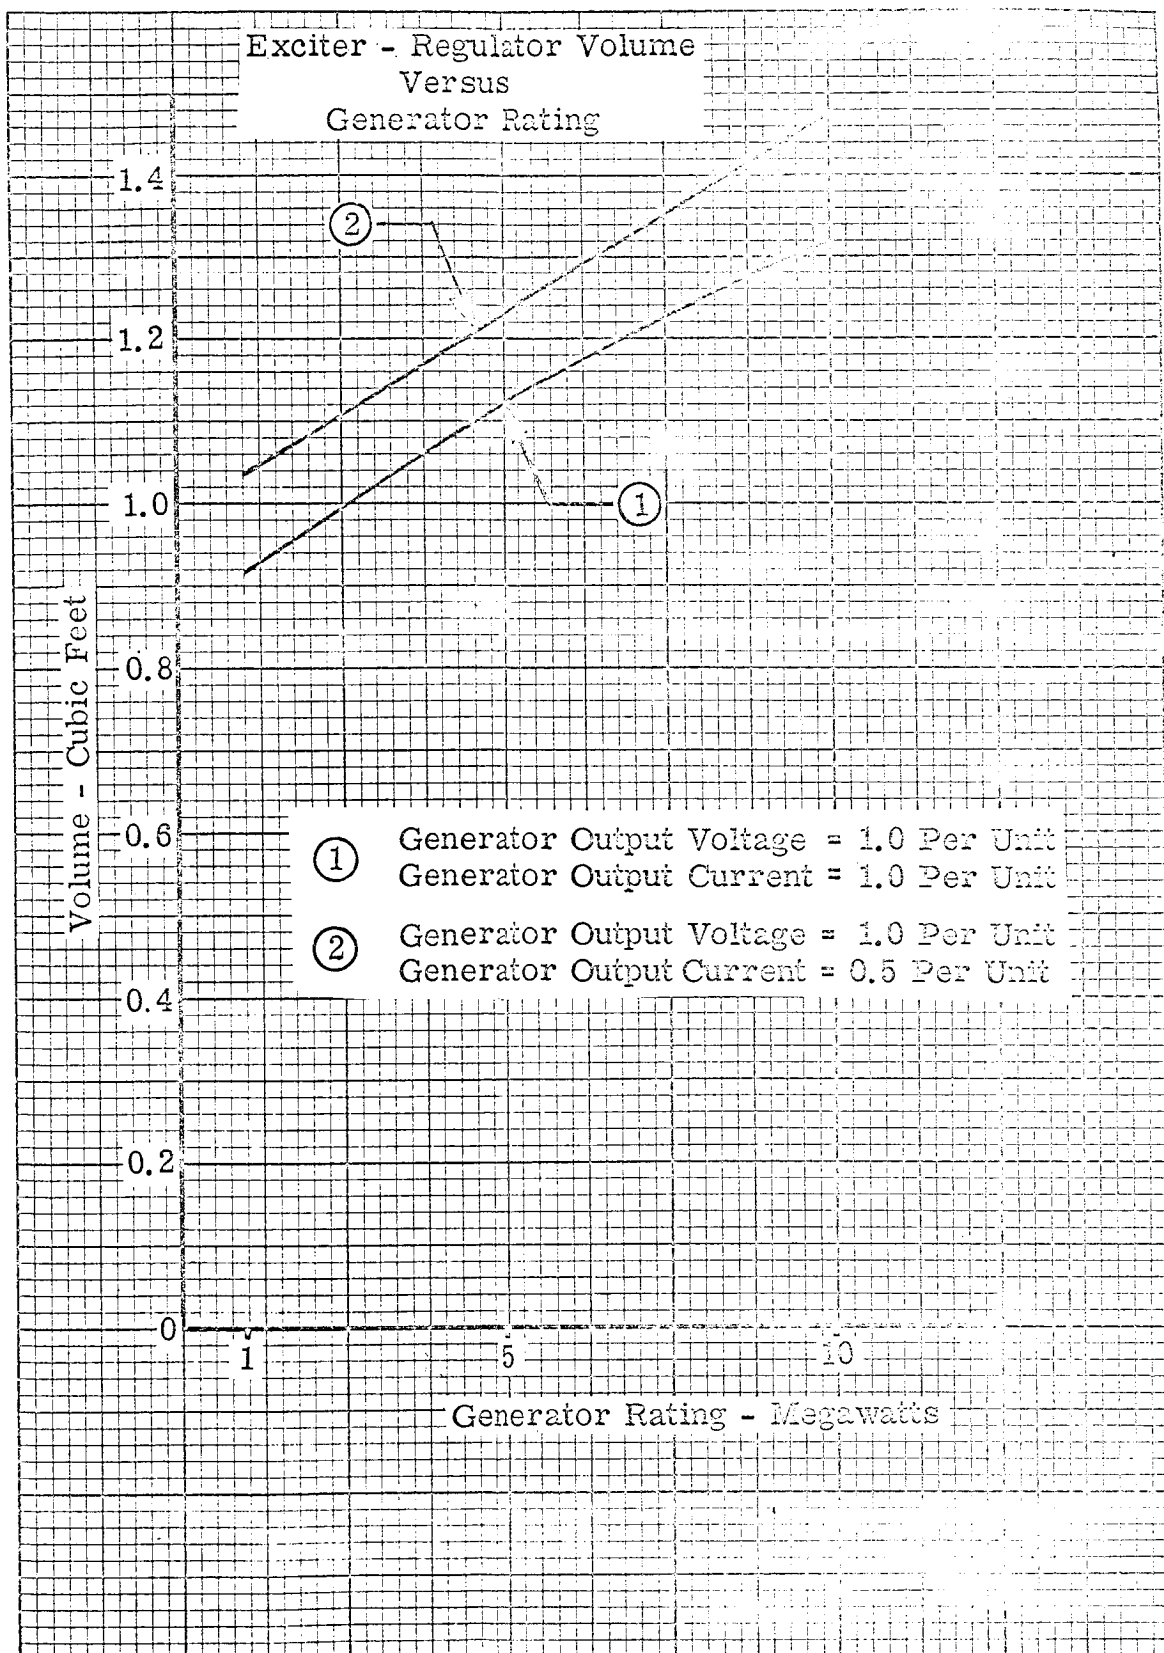 Exciter - Regulator Volume
Versus
Generator Rating
1.4
②
1.2
1.0
①
Volume - Cubic Feet
0.8
0.6
① Generator Output Voltage = 1.0 Per Unit
Generator Output Current = 1.0 Per Unit
② Generator Output Voltage = 1.0 Per Unit
Generator Output Current = 0.5 Per Unit
0.4
0.2
0
1 5 10
Generator Rating - Megawatts